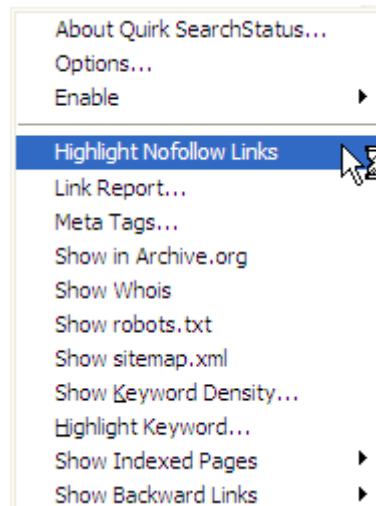 About Quirk SearchStatus...
Options...
Enable
Highlight Nofollow Links
Link Report...
Meta Tags...
Show in Archive.org
Show Whois
Show robots.txt
Show sitemap.xml
Show Keyword Density...
Highlight Keyword...
Show Indexed Pages
Show Backward Links